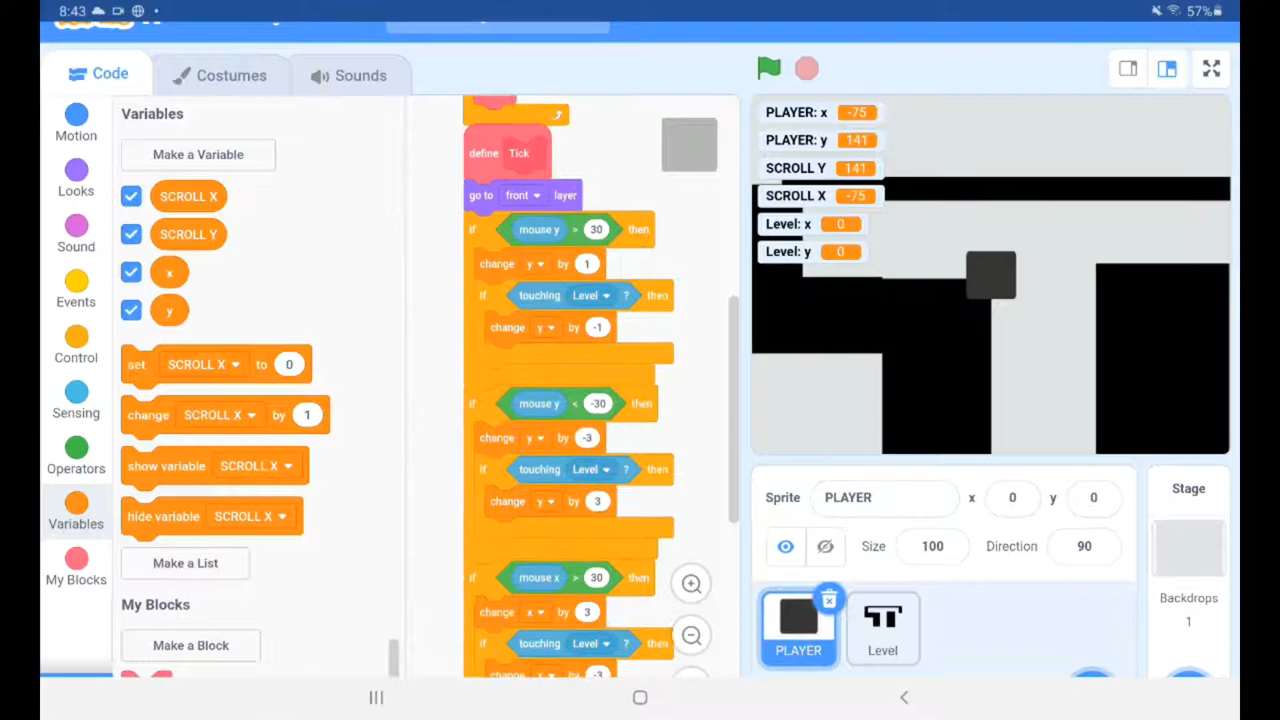 8:43
57%
Code
Costumes
Sounds
Motion
Looks
Sound
Events
Control
Sensing
Operators
Variables
My Blocks
Variables
Make a Variable
SCROLL X
SCROLL Y
x
y
set SCROLL X to 0
change SCROLL X by 1
show variable SCROLL X
hide variable SCROLL X
Make a List
My Blocks
Make a Block
define Tick
go to front layer
if mouse y > 30 then
change y by 1
if touching Level ? then
change y by -1
if mouse y < -30 then
change y by -3
if touching Level ? then
change y by 3
if mouse x > 30 then
change x by 3
if touching Level ? then
-3
PLAYER: x -75
PLAYER: y 141
SCROLL Y 141
SCROLL X -75
Level: x 0
Level: y 0
Sprite PLAYER x 0 y 0
Size 100 Direction 90
PLAYER
Level
Stage
Backdrops
1